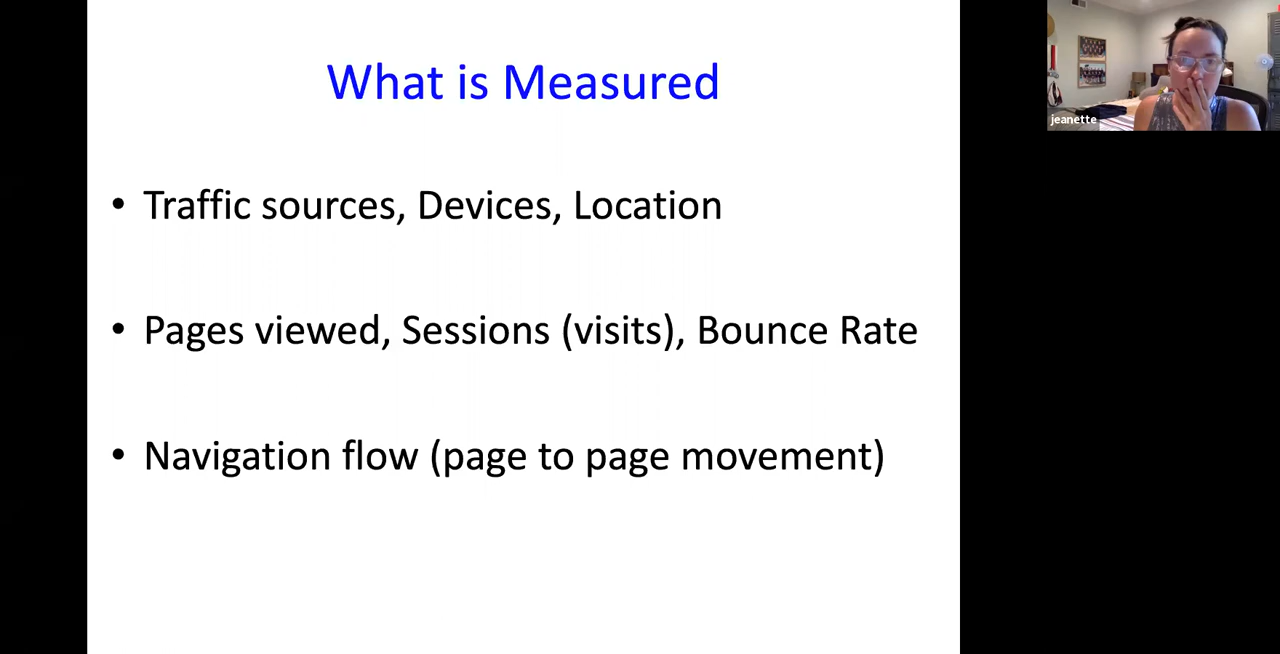 What is Measured
• Traffic sources, Devices, Location
• Pages viewed, Sessions (visits), Bounce Rate
• Navigation flow (page to page movement)
jeanette